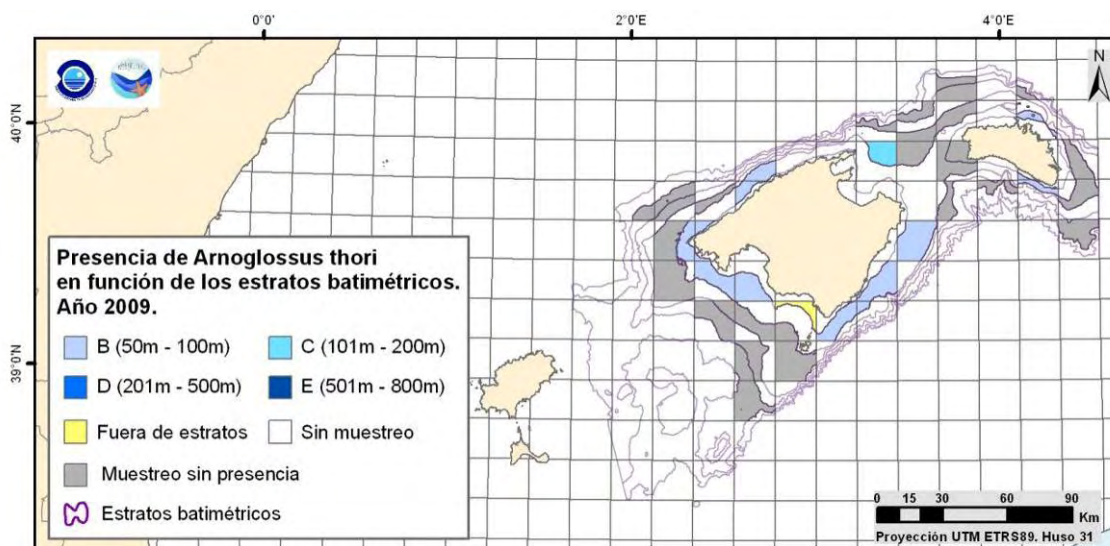 0°0'
2°0'E
4°0'E
N
40°0'N
39°0'N
Presencia de Arnoglossus thori
en función de los estratos batimétricos.
Año 2009.
B (50m - 100m)
C (101m - 200m)
D (201m - 500m)
E (501m - 800m)
Fuera de estratos
Sin muestreo
Muestreo sin presencia
Estratos batimétricos
0 15 30 60 90
Km
Proyección UTM ETRS89. Huso 31